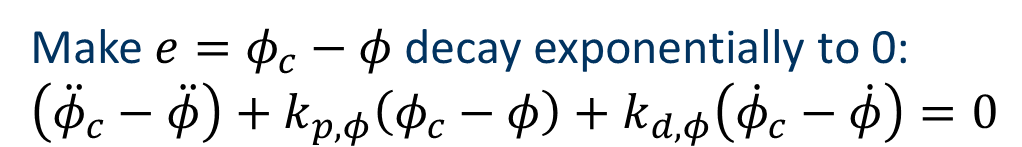 Make e = ϕ_c − ϕ decay exponentially to 0:
(ϕ̈_c − ϕ̈) + k_{p,ϕ}(ϕ_c − ϕ) + k_{d,ϕ}(ϕ̇_c − ϕ̇) = 0